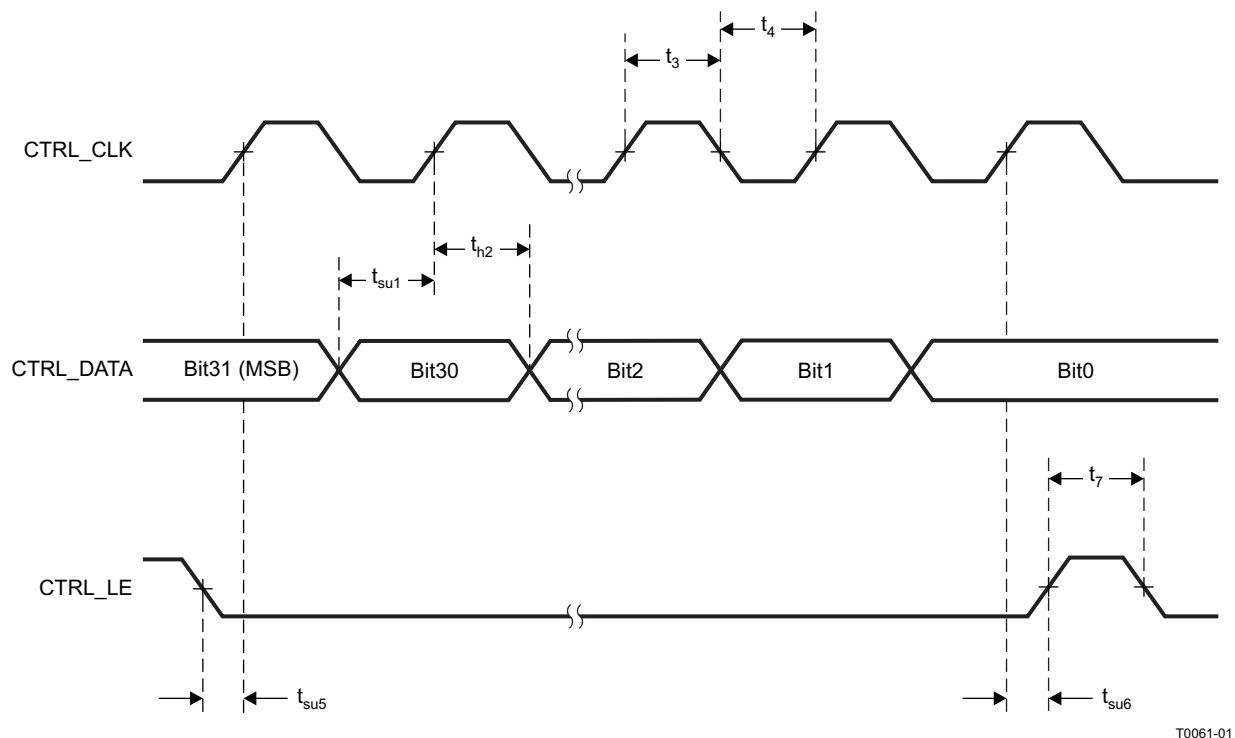 t4
t3
CTRL_CLK
th2
tsu1
CTRL_DATA
Bit31 (MSB)
Bit30
Bit2
Bit1
Bit0
t7
CTRL_LE
tsu5
tsu6
T0061-01